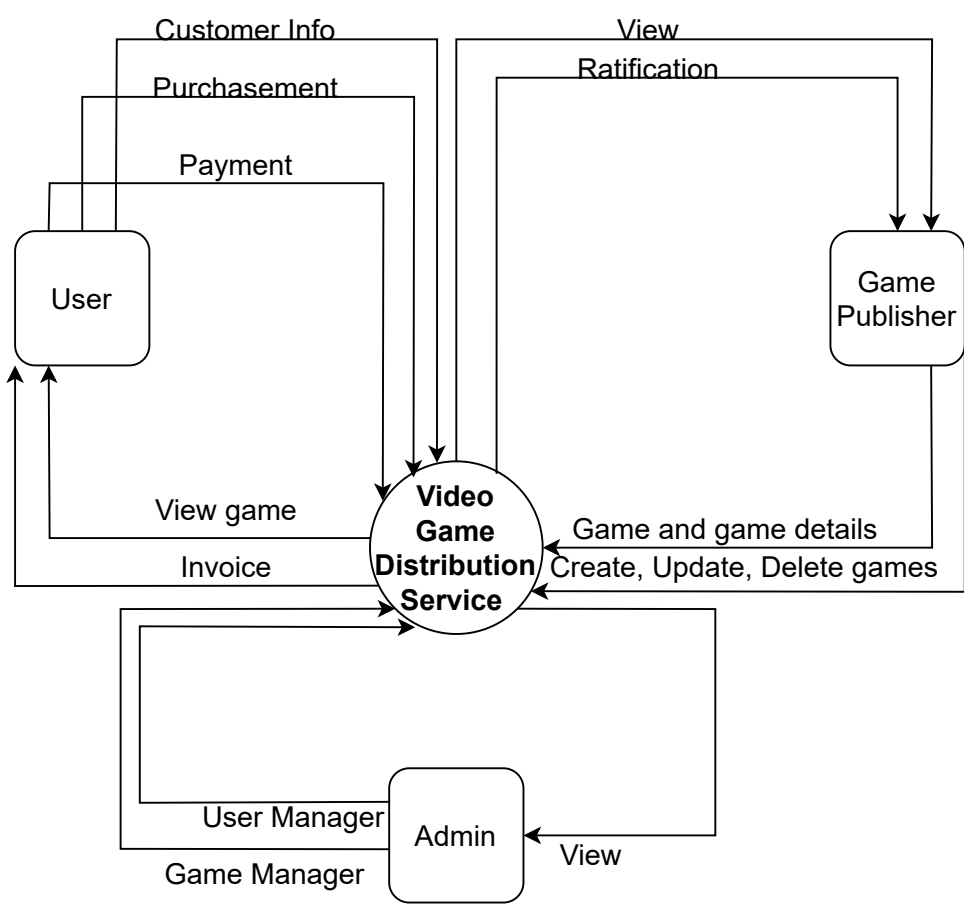 Customer Info
View
Ratification
Purchasement
Payment
User
Game
Publisher
Video
Game
Distribution
Service
View game
Invoice
Game and game details
Create, Update, Delete games
User Manager
Admin
View
Game Manager